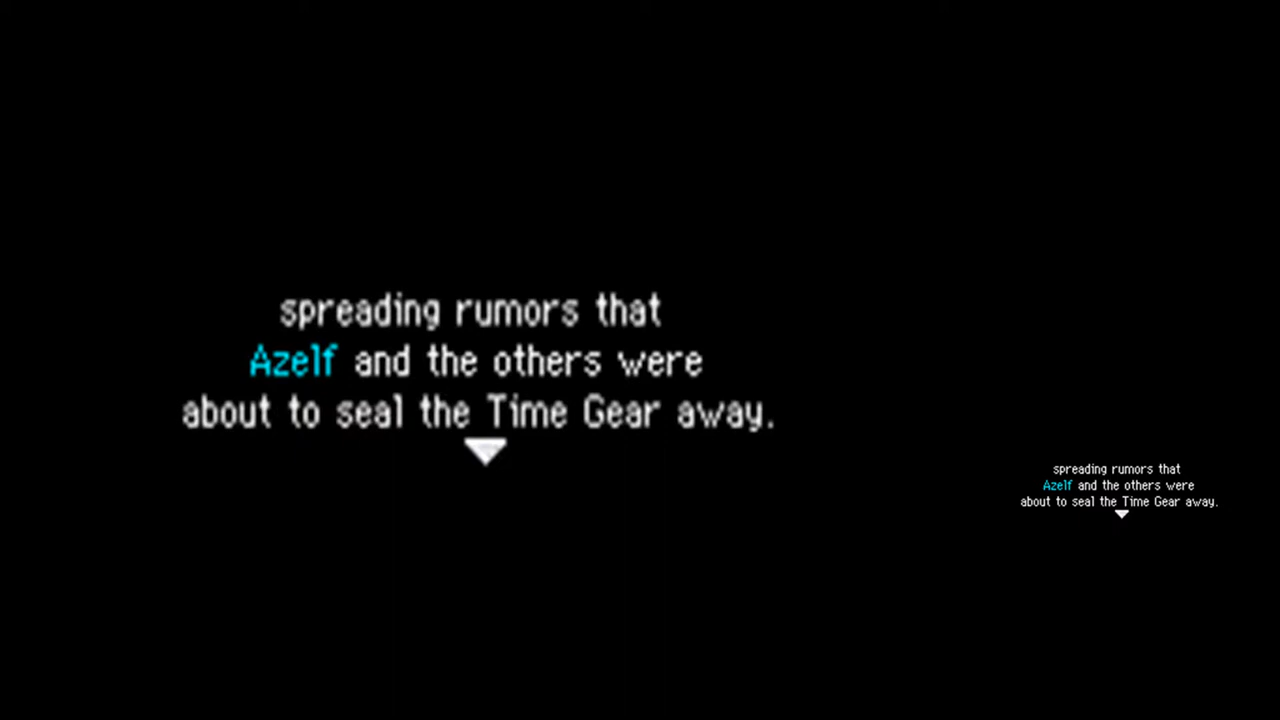 spreading rumors that
Azelf and the others were
about to seal the Time Gear away.
spreading rumors that
Azelf and the others were
about to seal the Time Gear away.